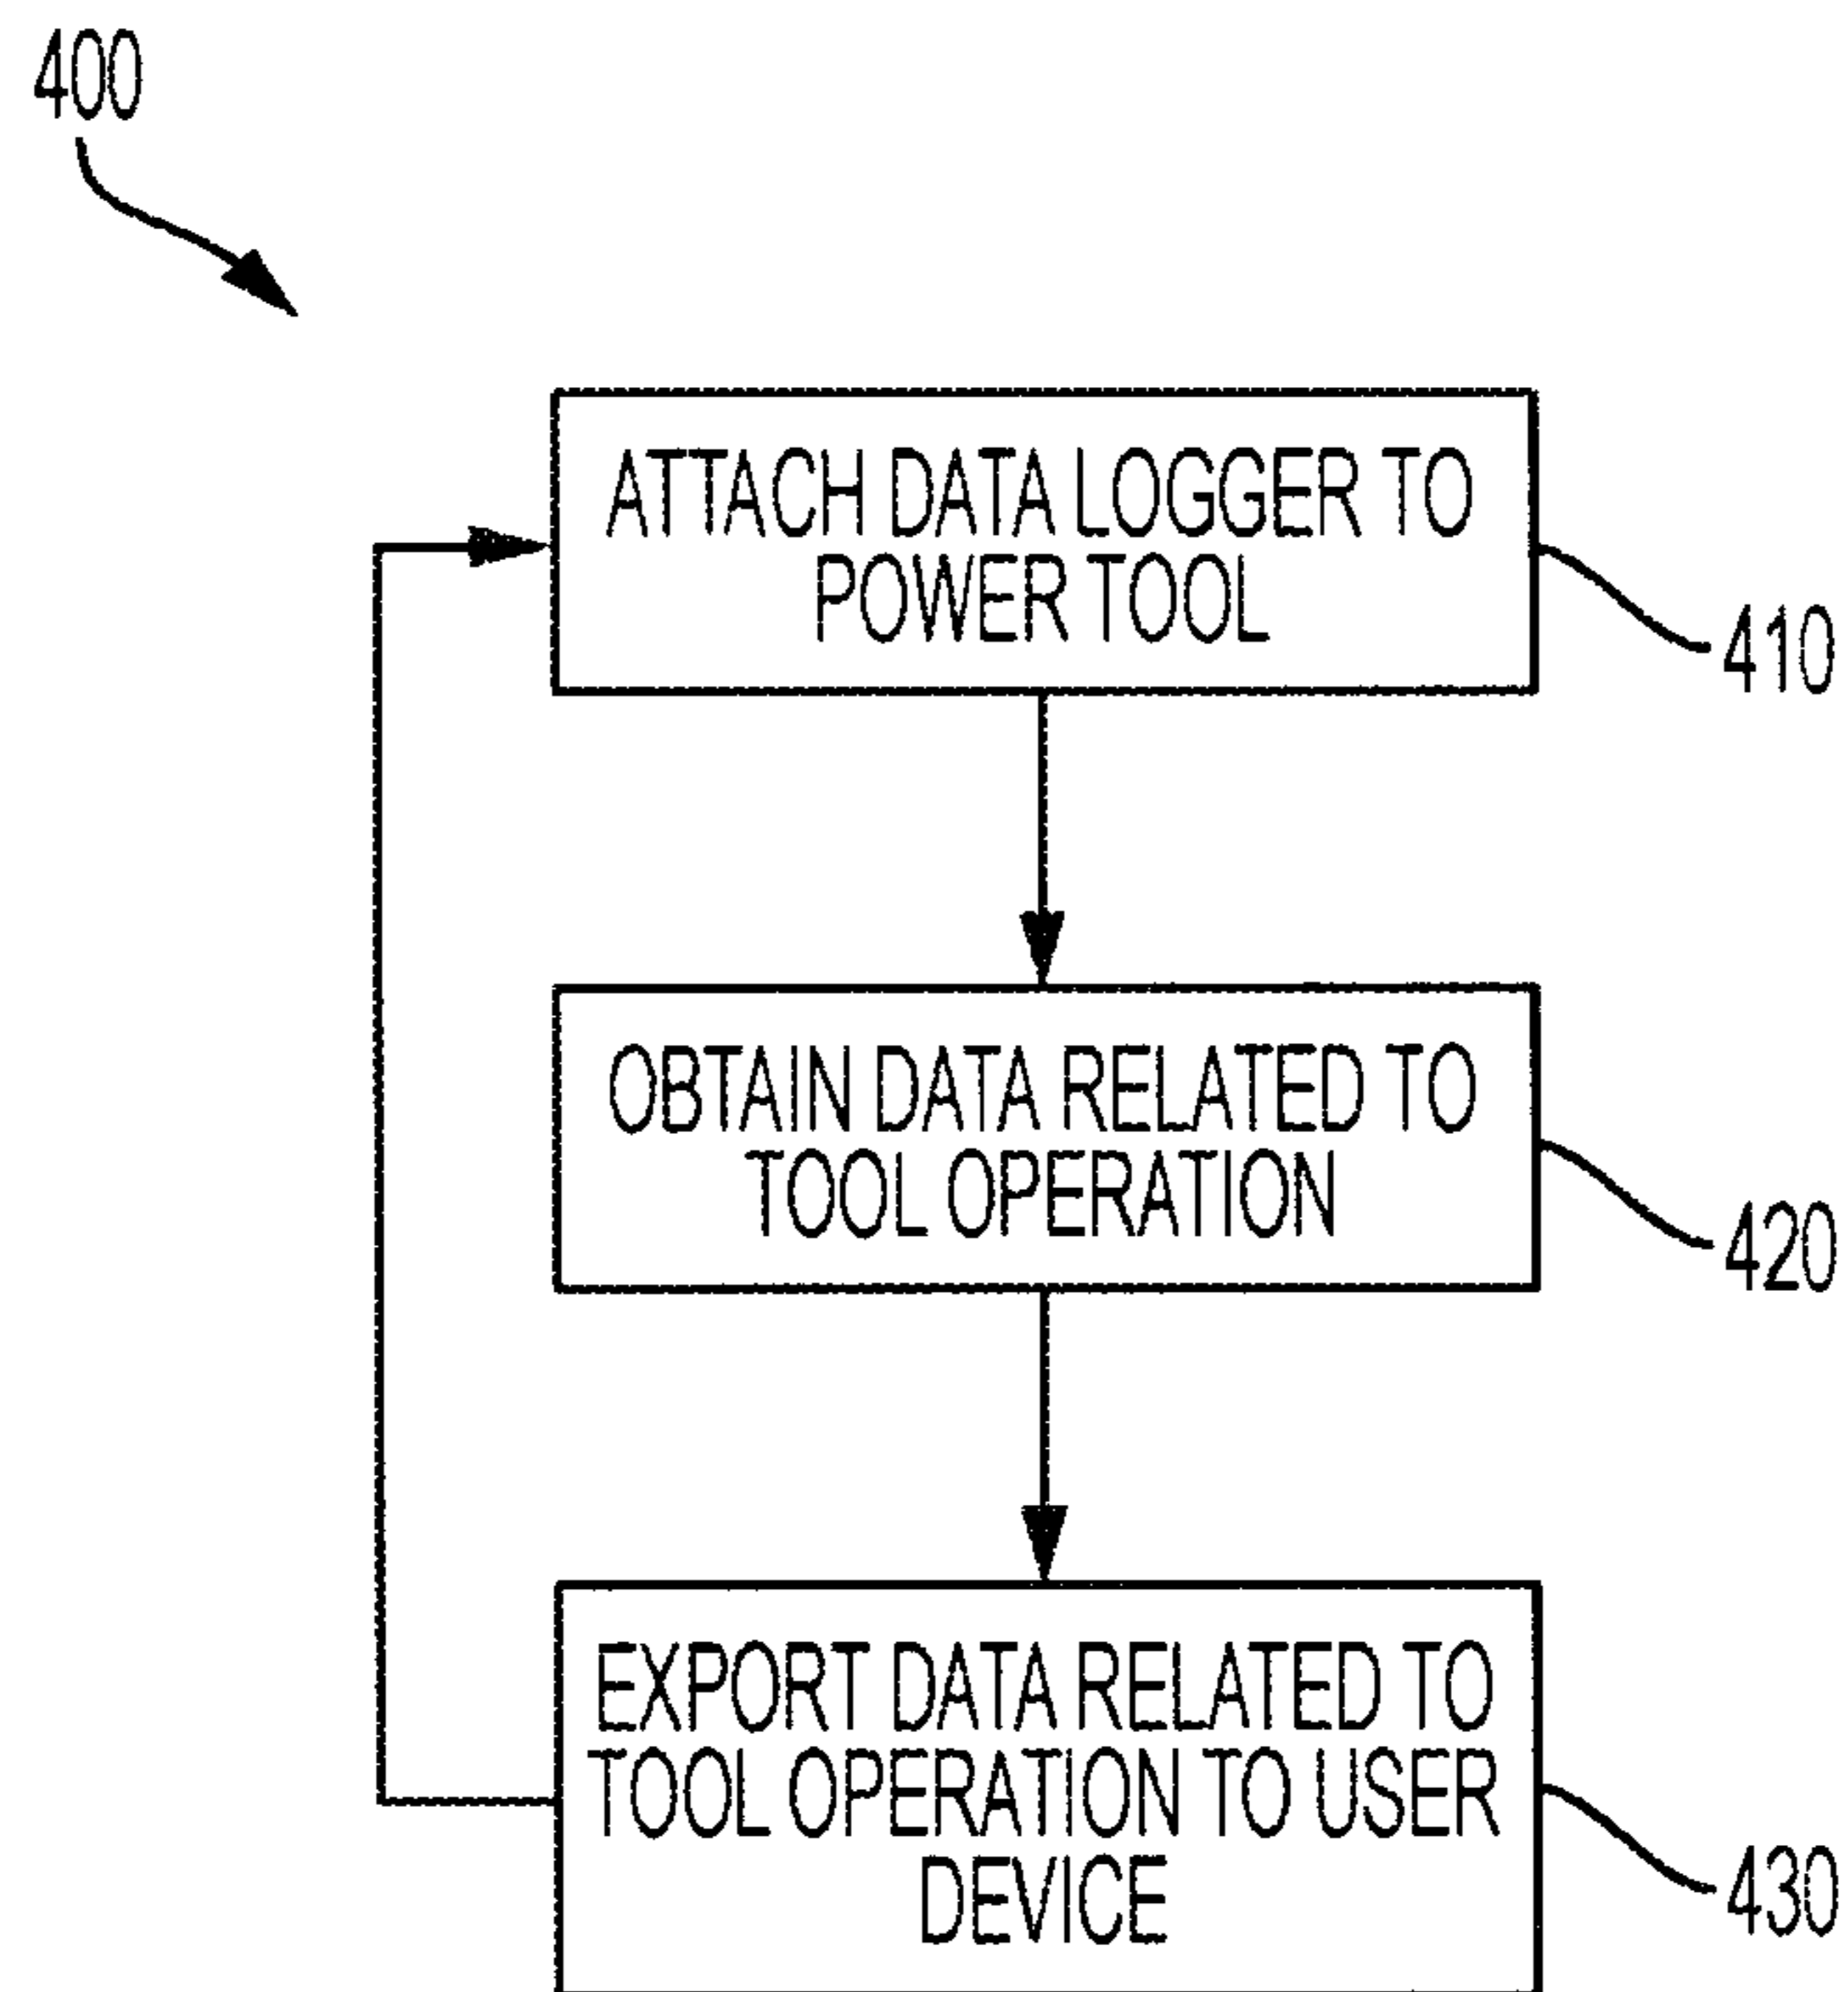 400
ATTACH DATA LOGGER TO
POWER TOOL
410
OBTAIN DATA RELATED TO
TOOL OPERATION
420
EXPORT DATA RELATED TO
TOOL OPERATION TO USER
DEVICE
430